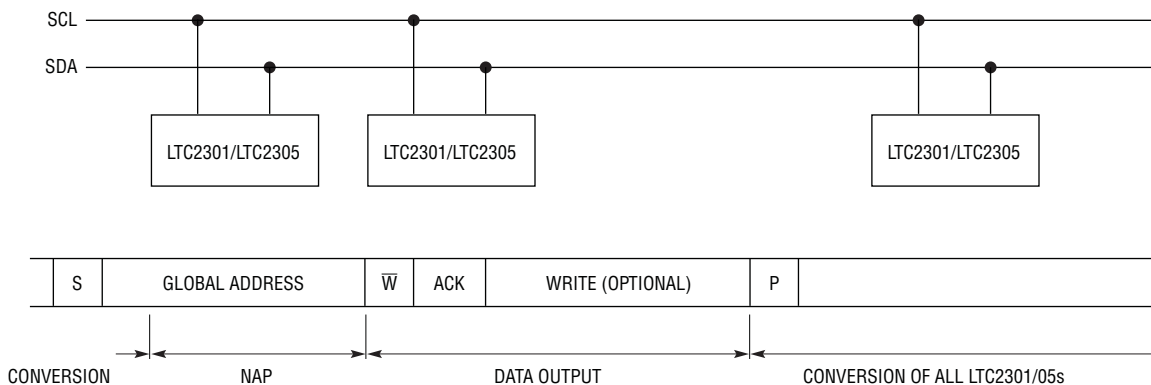 SCL
SDA
LTC2301/LTC2305 LTC2301/LTC2305 LTC2301/LTC2305
S GLOBAL ADDRESS W̅ ACK WRITE (OPTIONAL) P
CONVERSION NAP DATA OUTPUT CONVERSION OF ALL LTC2301/05s